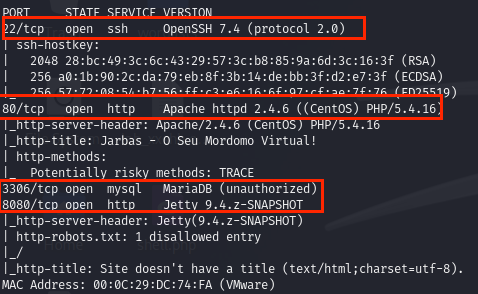 PORT     STATE SERVICE VERSION
22/tcp   open  ssh     OpenSSH 7.4 (protocol 2.0)
| ssh-hostkey:
|   2048 28:bc:49:3c:6c:43:29:57:3c:b8:85:9a:6d:3c:16:3f (RSA)
|   256 a0:1b:90:2c:da:79:eb:8f:3b:14:de:bb:3f:d2:e7:3f (ECDSA)
|_  256 57:72:08:54:b7:56:ff:c3:e6:16:6f:97:cf:ae:7f:76 (ED25519)
80/tcp   open  http    Apache httpd 2.4.6 ((CentOS) PHP/5.4.16)
|_http-server-header: Apache/2.4.6 (CentOS) PHP/5.4.16
|_http-title: Jarbas - O Seu Mordomo Virtual!
| http-methods:
|_  Potentially risky methods: TRACE
3306/tcp open  mysql   MariaDB (unauthorized)
8080/tcp open  http    Jetty 9.4.z-SNAPSHOT
|_http-server-header: Jetty(9.4.z-SNAPSHOT)
| http-robots.txt: 1 disallowed entry
|_/
|_http-title: Site doesn't have a title (text/html;charset=utf-8).
MAC Address: 00:0C:29:DC:74:FA (VMware)